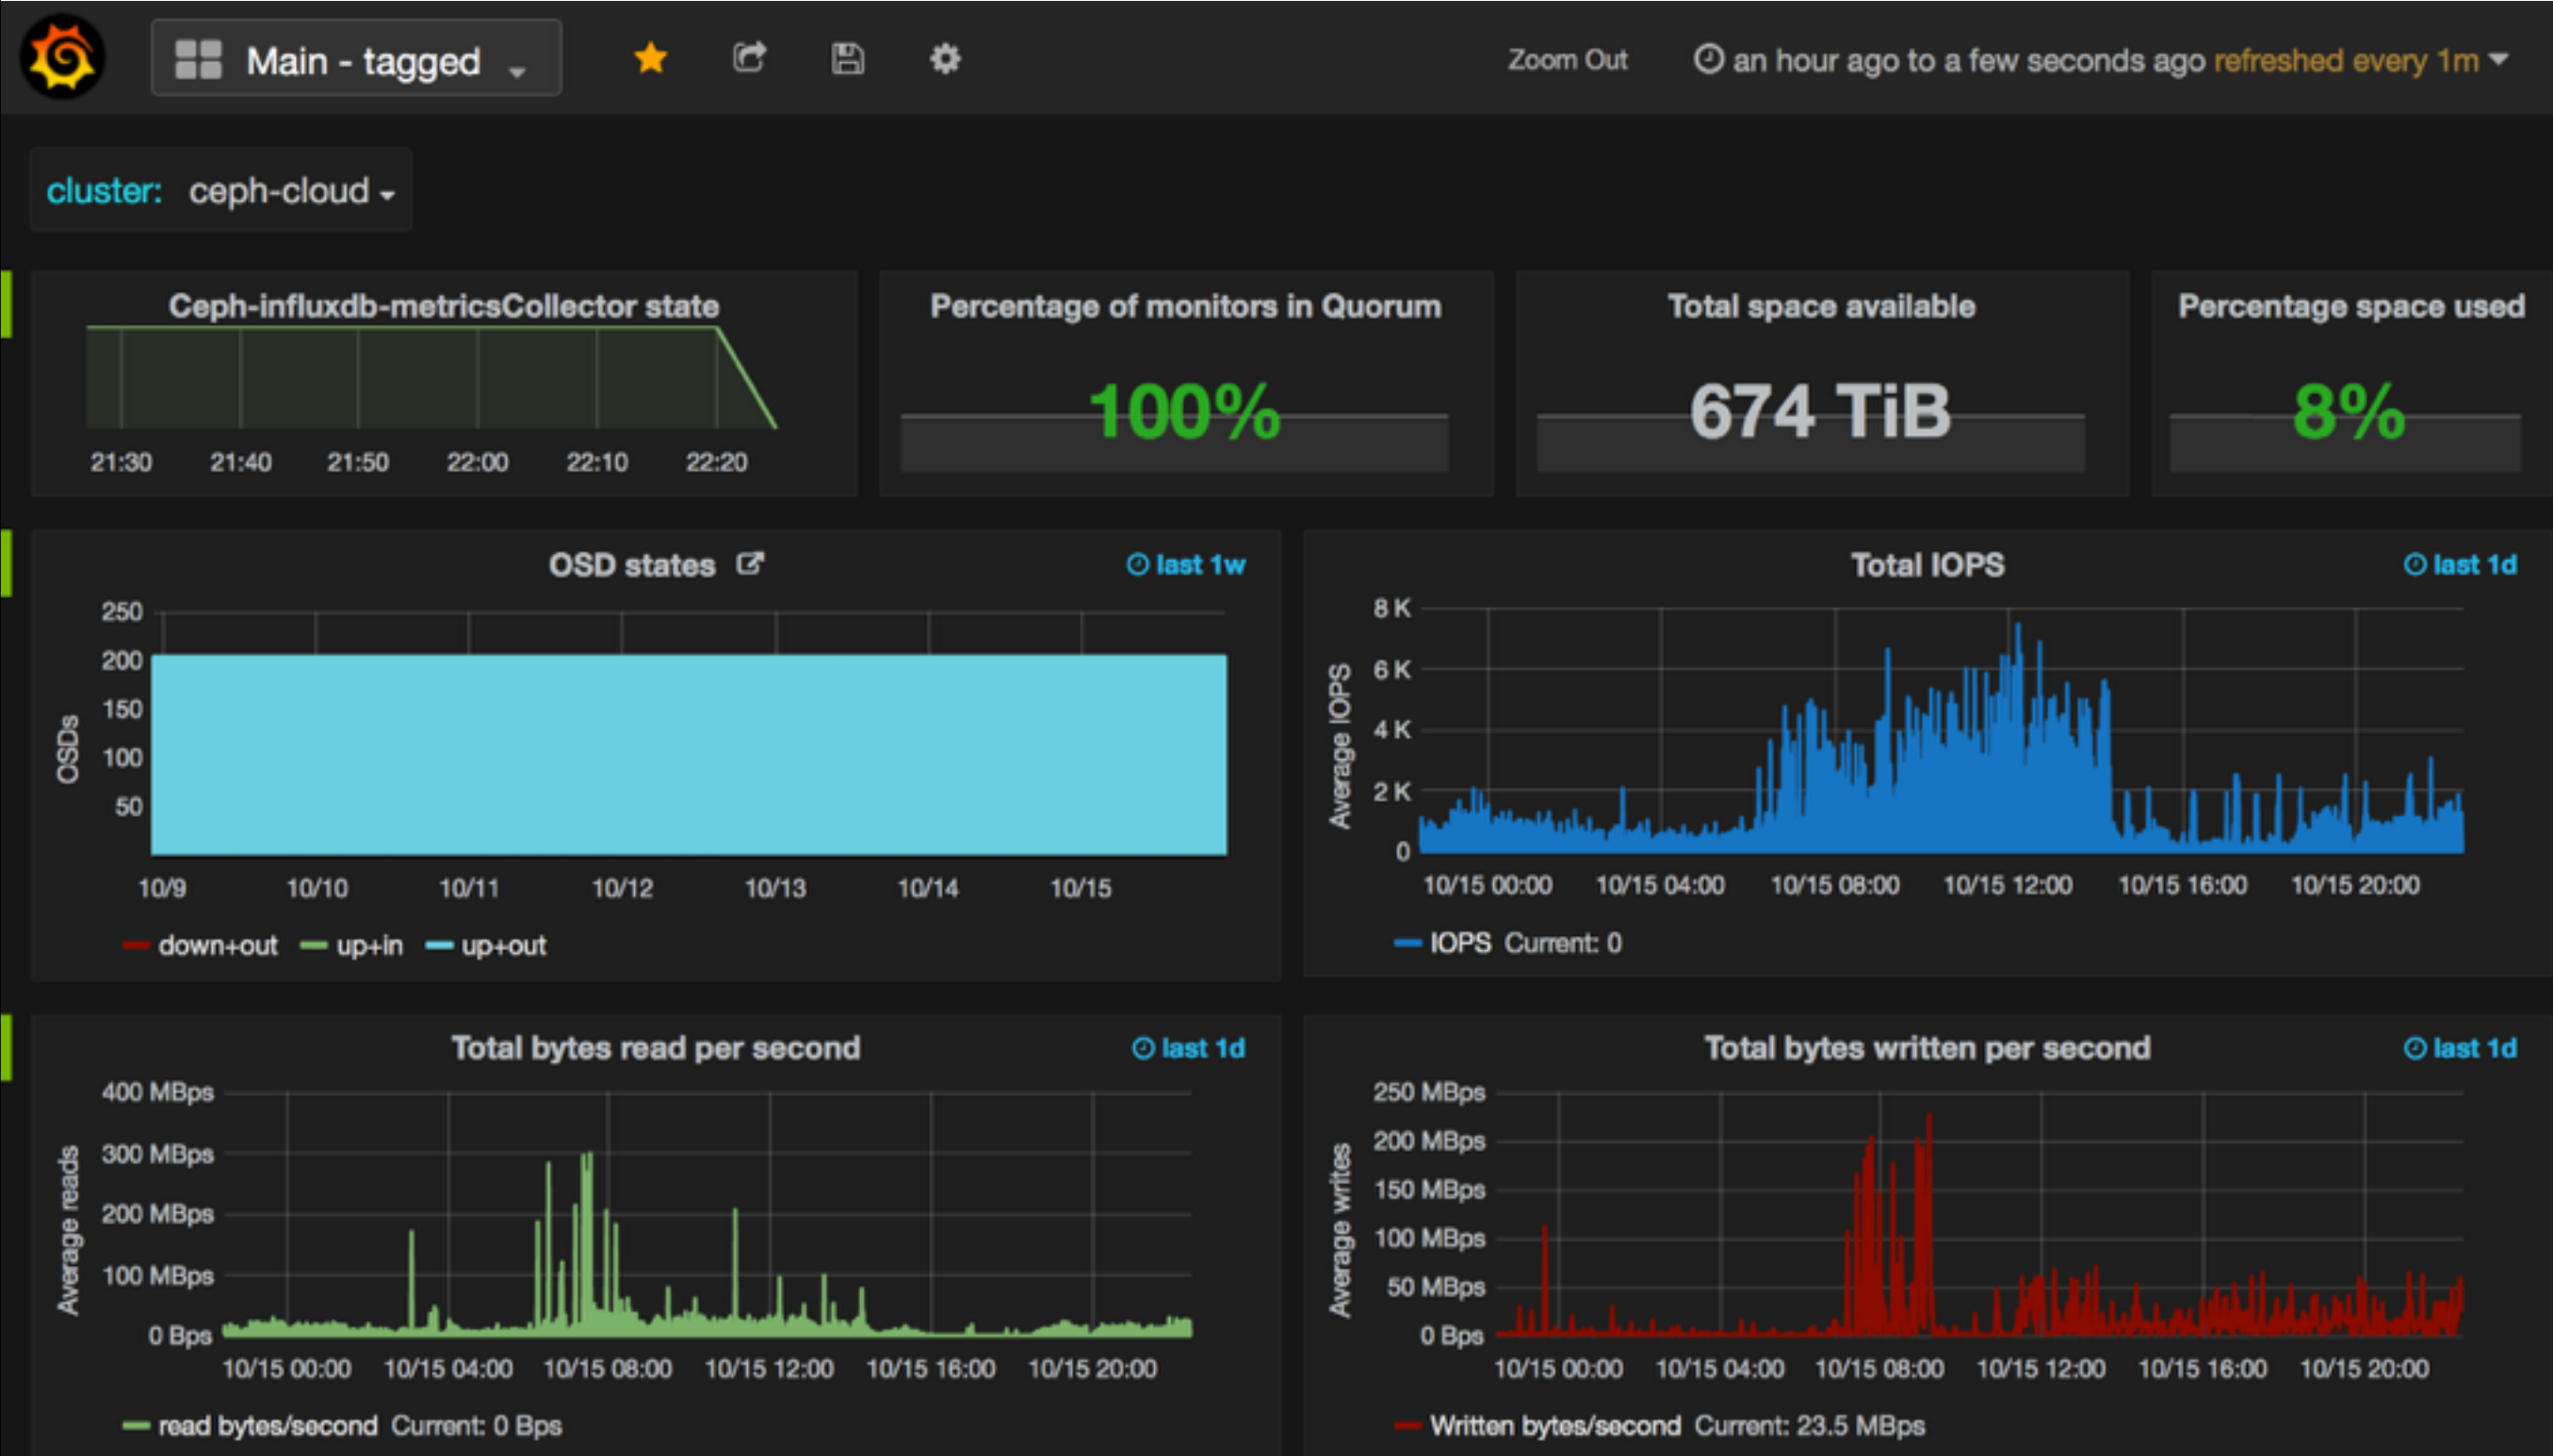 Main - tagged
Zoom Out
an hour ago to a few seconds ago refreshed every 1m
cluster: ceph-cloud
Ceph-influxdb-metricsCollector state
21:30 21:40 21:50 22:00 22:10 22:20
Percentage of monitors in Quorum
100%
Total space available
674 TiB
Percentage space used
8%
OSD states
last 1w
OSDs
250
200
150
100
50
10/9 10/10 10/11 10/12 10/13 10/14 10/15
down+out up+in up+out
Total IOPS
last 1d
Average IOPS
8 K
6 K
4 K
2 K
0
10/15 00:00 10/15 04:00 10/15 08:00 10/15 12:00 10/15 16:00 10/15 20:00
IOPS Current: 0
Total bytes read per second
last 1d
Average reads
400 MBps
300 MBps
200 MBps
100 MBps
0 Bps
10/15 00:00 10/15 04:00 10/15 08:00 10/15 12:00 10/15 16:00 10/15 20:00
read bytes/second Current: 0 Bps
Total bytes written per second
last 1d
Average writes
250 MBps
200 MBps
150 MBps
100 MBps
50 MBps
0 Bps
10/15 00:00 10/15 04:00 10/15 08:00 10/15 12:00 10/15 16:00 10/15 20:00
Written bytes/second Current: 23.5 MBps